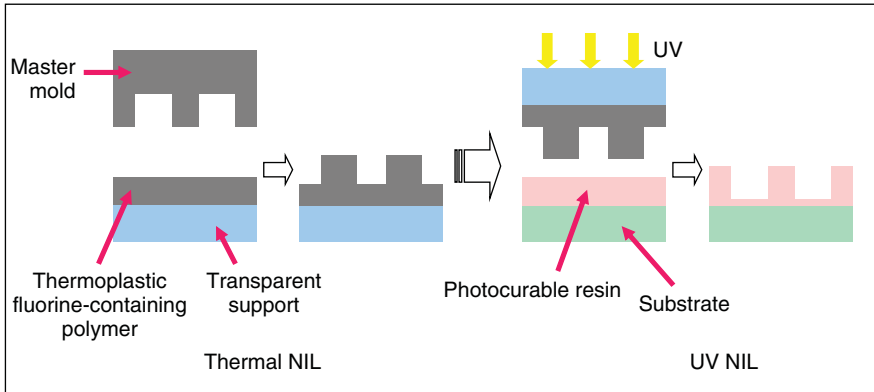 Master
mold
UV
Thermoplastic
fluorine-containing
polymer
Transparent
support
Photocurable resin
Substrate
Thermal NIL
UV NIL